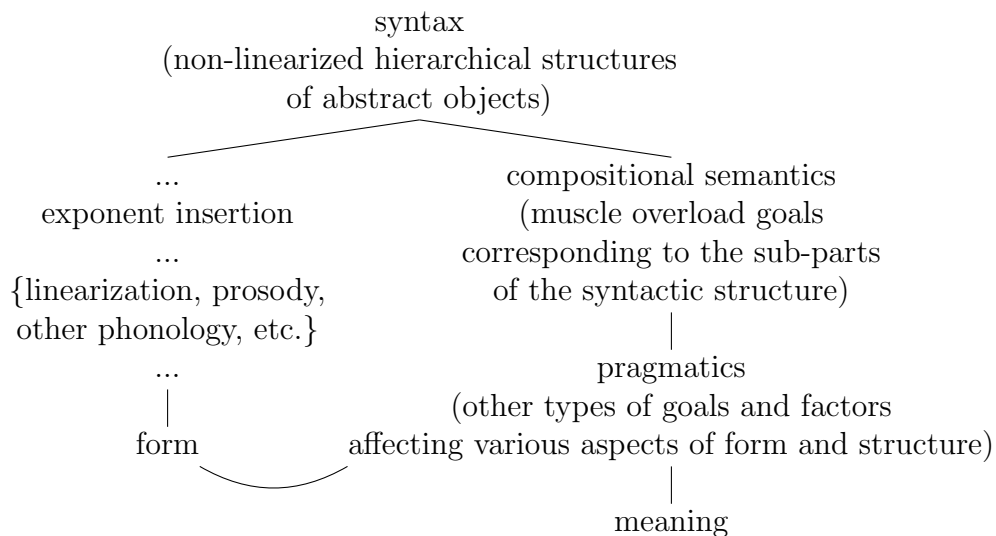 syntax
(non-linearized hierarchical structures
of abstract objects)
...
exponent insertion
...
{linearization, prosody,
other phonology, etc.}
...
form
compositional semantics
(muscle overload goals
corresponding to the sub-parts
of the syntactic structure)
pragmatics
(other types of goals and factors
affecting various aspects of form and structure)
meaning